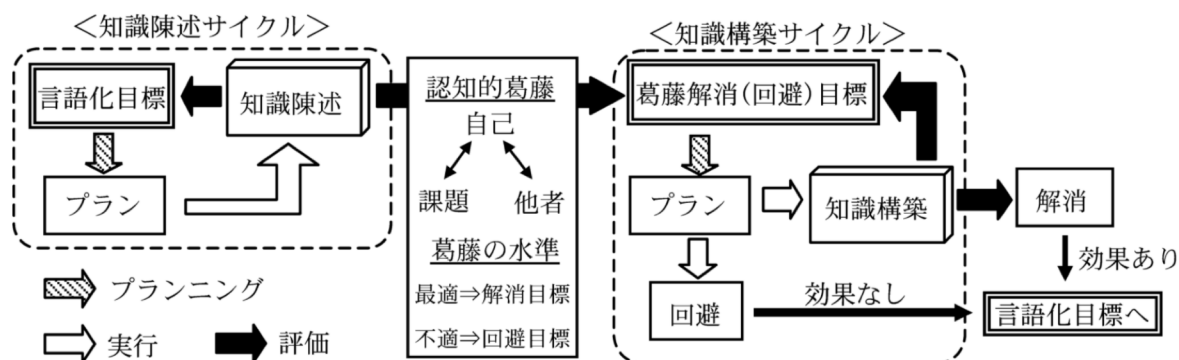 ＜知識陳述サイクル＞
言語化目標
知識陳述
プラン
プランニング
実行
評価
認知的葛藤
自己
課題
他者
葛藤の水準
最適⇒解消目標
不適⇒回避目標
＜知識構築サイクル＞
葛藤解消(回避)目標
プラン
知識構築
回避
解消
効果あり
効果なし
言語化目標へ